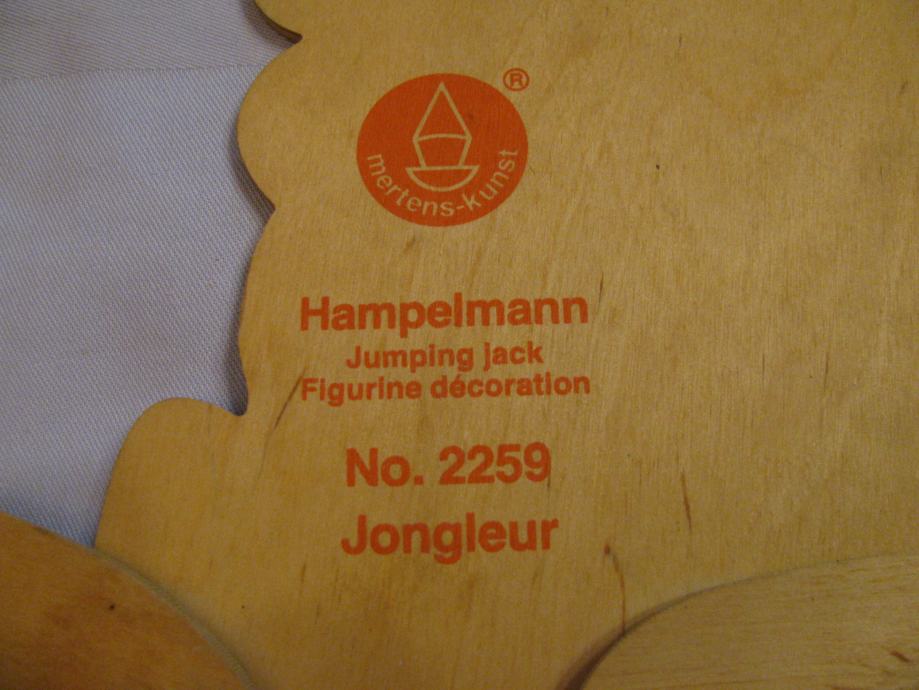 ®
mertens-kunst
Hampelmann
Jumping jack
Figurine décoration
No. 2259
Jongleur